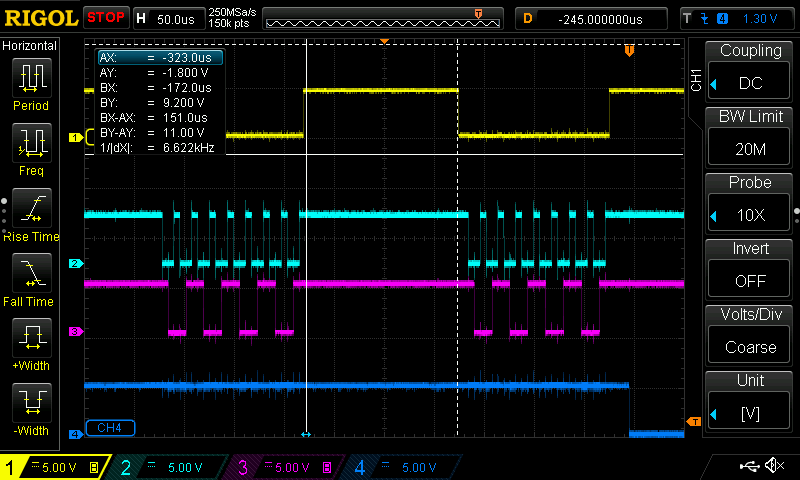 RIGOL STOP H 50.0us 250MSa/s 150k pts T D -245.000000us T 4 1.30 V
Horizontal
Period
Freq
Rise Time
Fall Time
+Width
-Width
AX: = -323.0us
AY: = -1.800 V
BX: = -172.0us
BY: = 9.200 V
BX-AX: = 151.0us
BY-AY: = 11.00 V
1/|dX|: = 6.622kHz
T
1
2
3
4 CH4
T
CH1
Coupling
DC
BW Limit
20M
Probe
10X
Invert
OFF
Volts/Div
Coarse
Unit
[V]
1 5.00 V B 2 5.00 V 3 5.00 V B 4 5.00 V